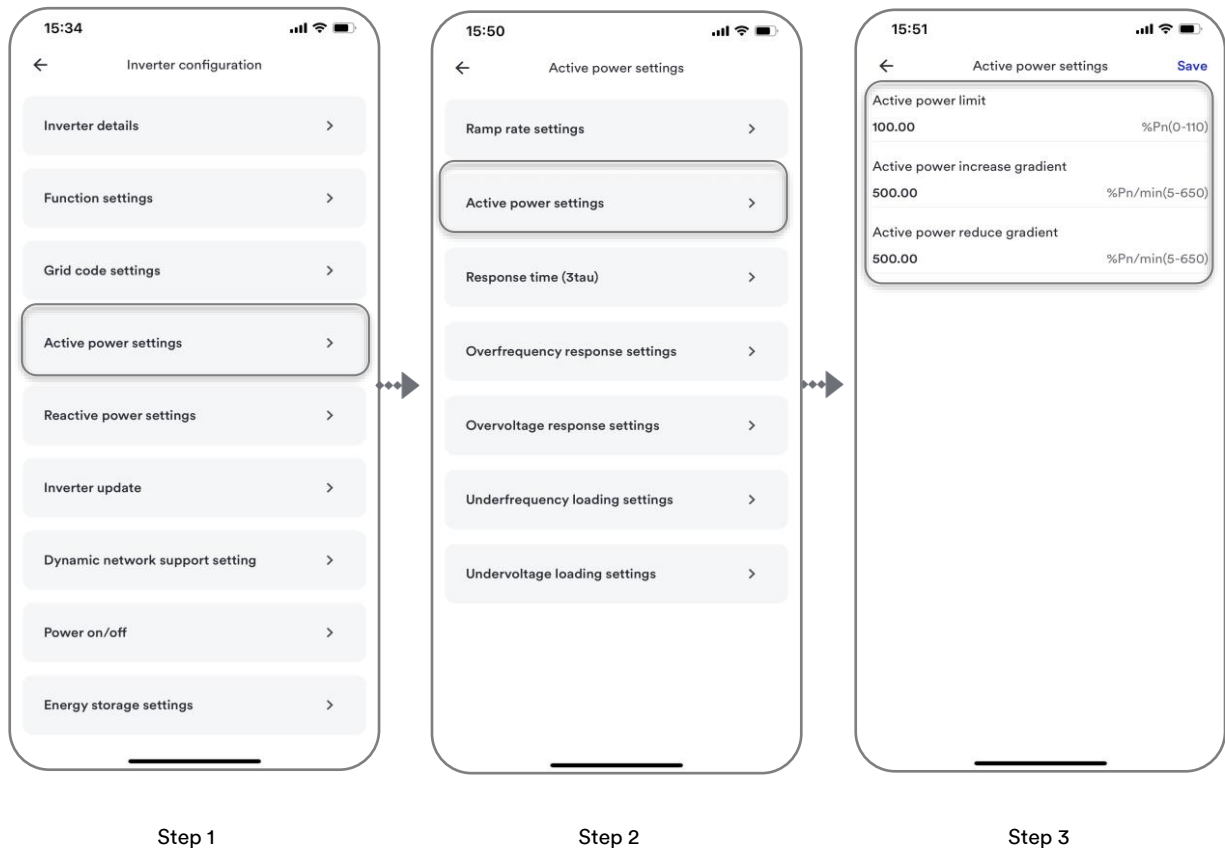 15:34
Inverter configuration
Inverter details
Function settings
Grid code settings
Active power settings
Reactive power settings
Inverter update
Dynamic network support setting
Power on/off
Energy storage settings
Step 1
15:50
Active power settings
Ramp rate settings
Active power settings
Response time (3tau)
Overfrequency response settings
Overvoltage response settings
Underfrequency loading settings
Undervoltage loading settings
Step 2
15:51
Active power settings Save
Active power limit
100.00 %Pn(0-110)
Active power increase gradient
500.00 %Pn/min(5-650)
Active power reduce gradient
500.00 %Pn/min(5-650)
Step 3